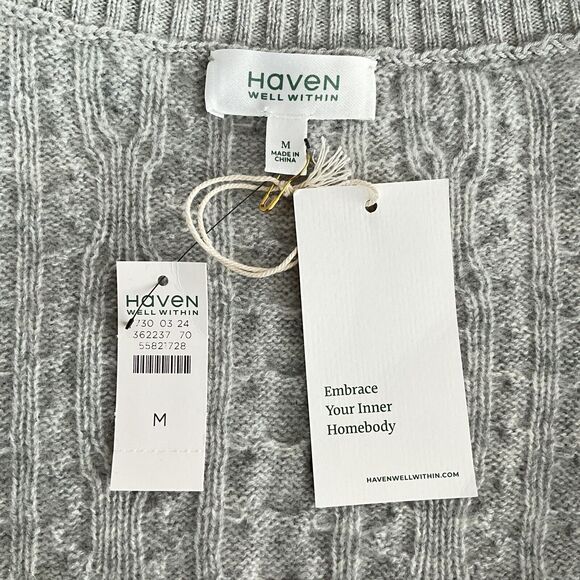 Haven
WELL WITHIN
M
MADE IN
CHINA
Haven
WELL WITHIN
730 03 24
362237 70
55821728
M
Embrace
Your Inner
Homebody
HAVENWELLWITHIN.COM